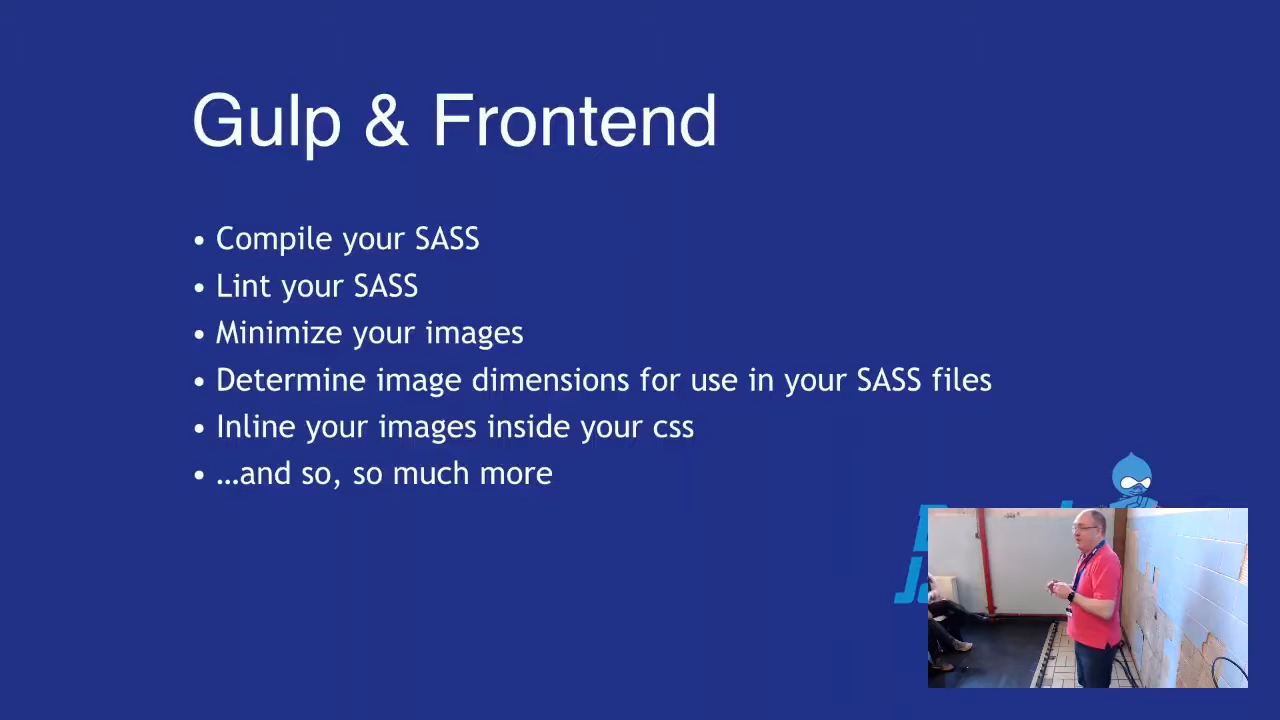 Gulp & Frontend
• Compile your SASS
• Lint your SASS
• Minimize your images
• Determine image dimensions for use in your SASS files
• Inline your images inside your css
• …and so, so much more